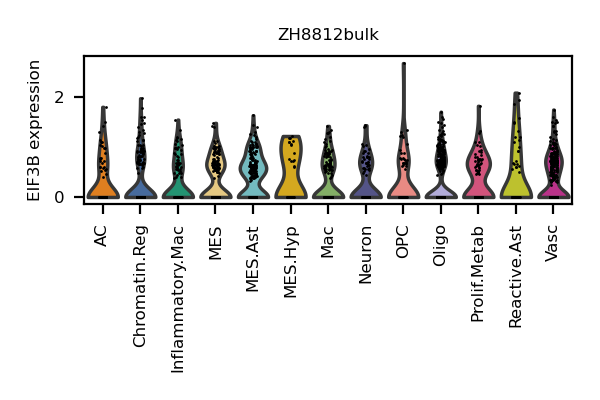 ZH8812bulk
EIF3B expression
2
0
AC
Chromatin.Reg
Inflammatory.Mac
MES
MES.Ast
MES.Hyp
Mac
Neuron
OPC
Oligo
Prolif.Metab
Reactive.Ast
Vasc